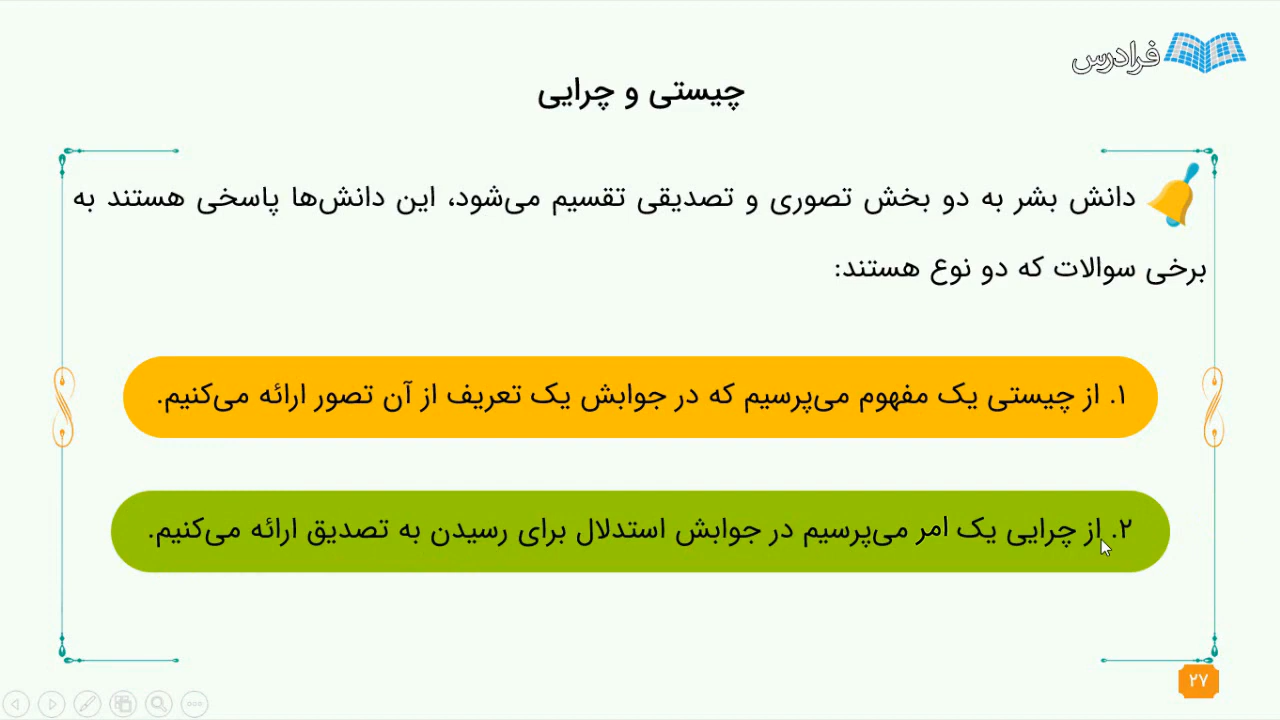 فرادرس
چیستی و چرایی
دانش بشر به دو بخش تصوری و تصدیقی تقسیم می‌شود، این دانش‌ها پاسخی هستند به
برخی سوالات که دو نوع هستند:
۱. از چیستی یک مفهوم می‌پرسیم که در جوابش یک تعریف از آن تصور ارائه می‌کنیم.
۲. از چرایی یک امر می‌پرسیم در جوابش استدلال برای رسیدن به تصدیق ارائه می‌کنیم.
۲۷